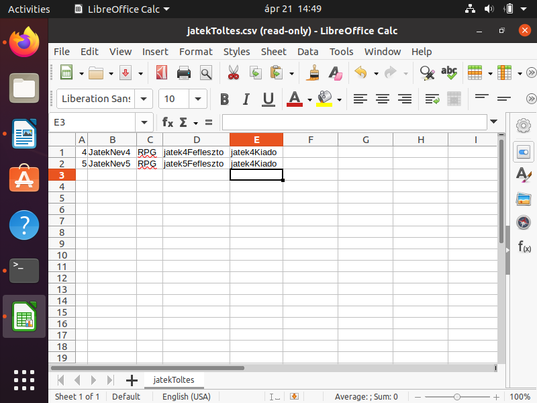 Activities LibreOffice Calc ápr 21 14:49
jatekToltes.csv (read-only) - LibreOffice Calc
File Edit View Insert Format Styles Sheet Data Tools Window Help
Liberation Sans 10
E3
A B C D E F G H I
1 4 JatekNev4 RPG jatek4Fefleszto jatek4Kiado
2 5 JatekNev5 RPG jatek5Fefleszto jatek4Kiado
3
4
5
6
7
8
9
10
11
12
13
14
15
16
17
18
19
jatekToltes
Sheet 1 of 1 Default English (USA) Average: ; Sum: 0 100%